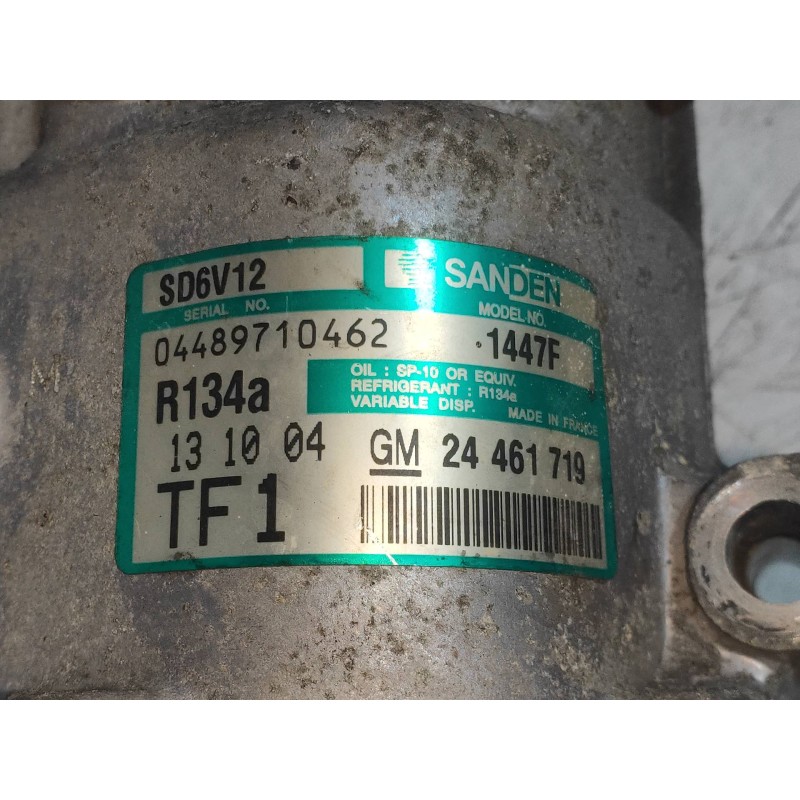 SD6V12 SANDEN
SERIAL NO. MODEL NO.
04489710462 1447F
R134a
OIL : SP-10 OR EQUIV.
REFRIGERANT : R134a
VARIABLE DISP. MADE IN FRANCE
13 10 04 GM 24 461 719
TF1